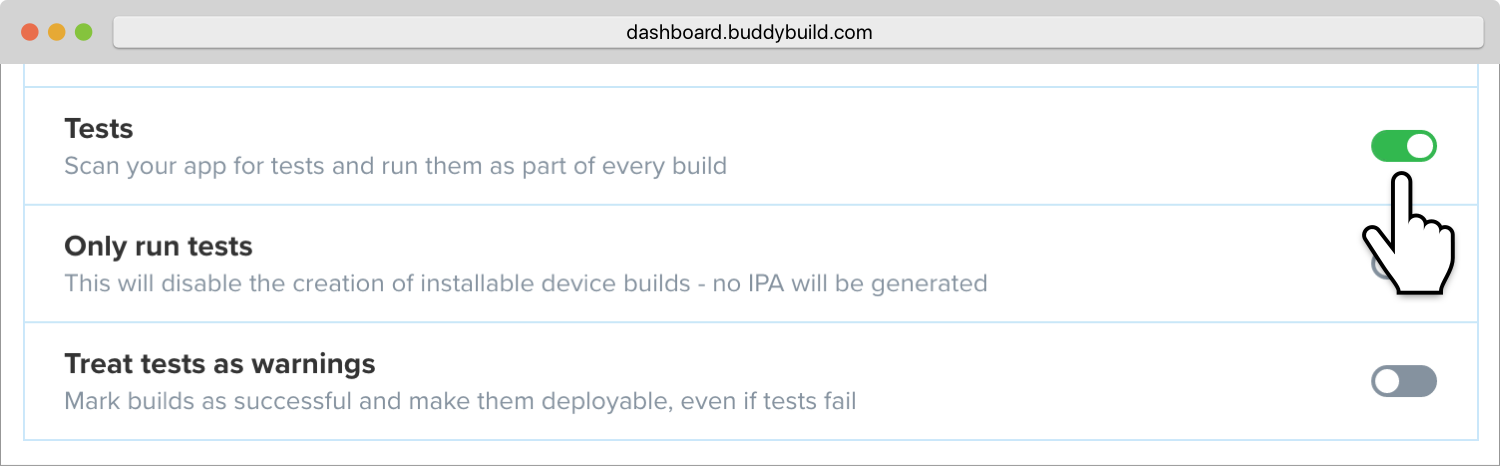 dashboard.buddybuild.com
Tests
Scan your app for tests and run them as part of every build
Only run tests
This will disable the creation of installable device builds - no IPA will be generated
Treat tests as warnings
Mark builds as successful and make them deployable, even if tests fail